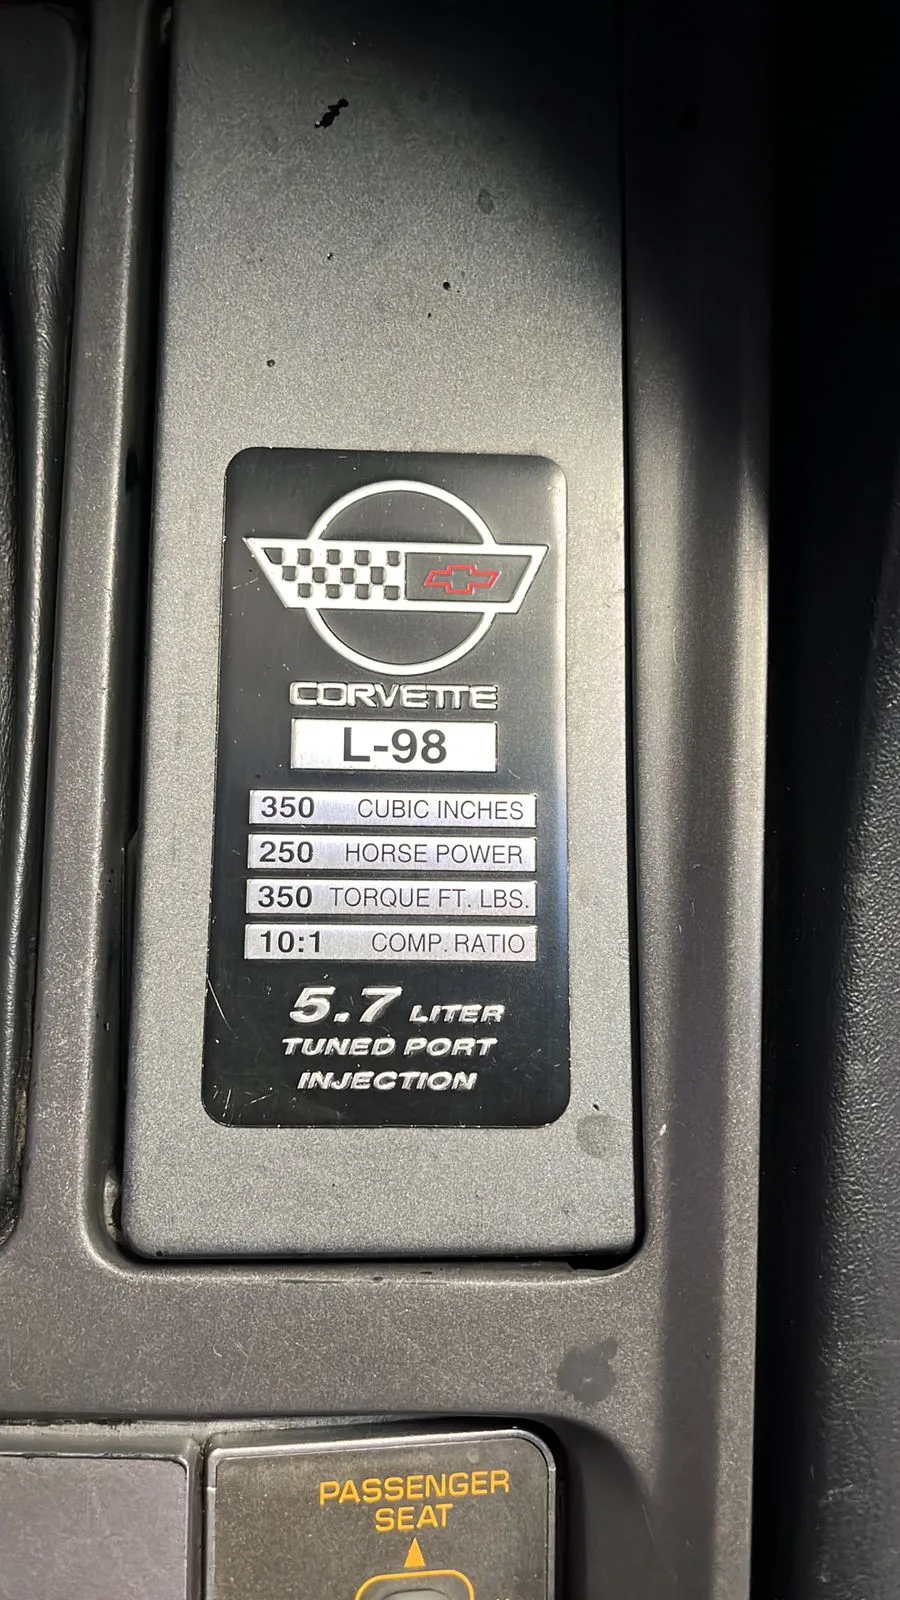 CORVETTE
L-98
350 CUBIC INCHES
250 HORSE POWER
350 TORQUE FT. LBS.
10:1 COMP. RATIO
5.7 LITER
TUNED PORT
INJECTION
PASSENGER
SEAT